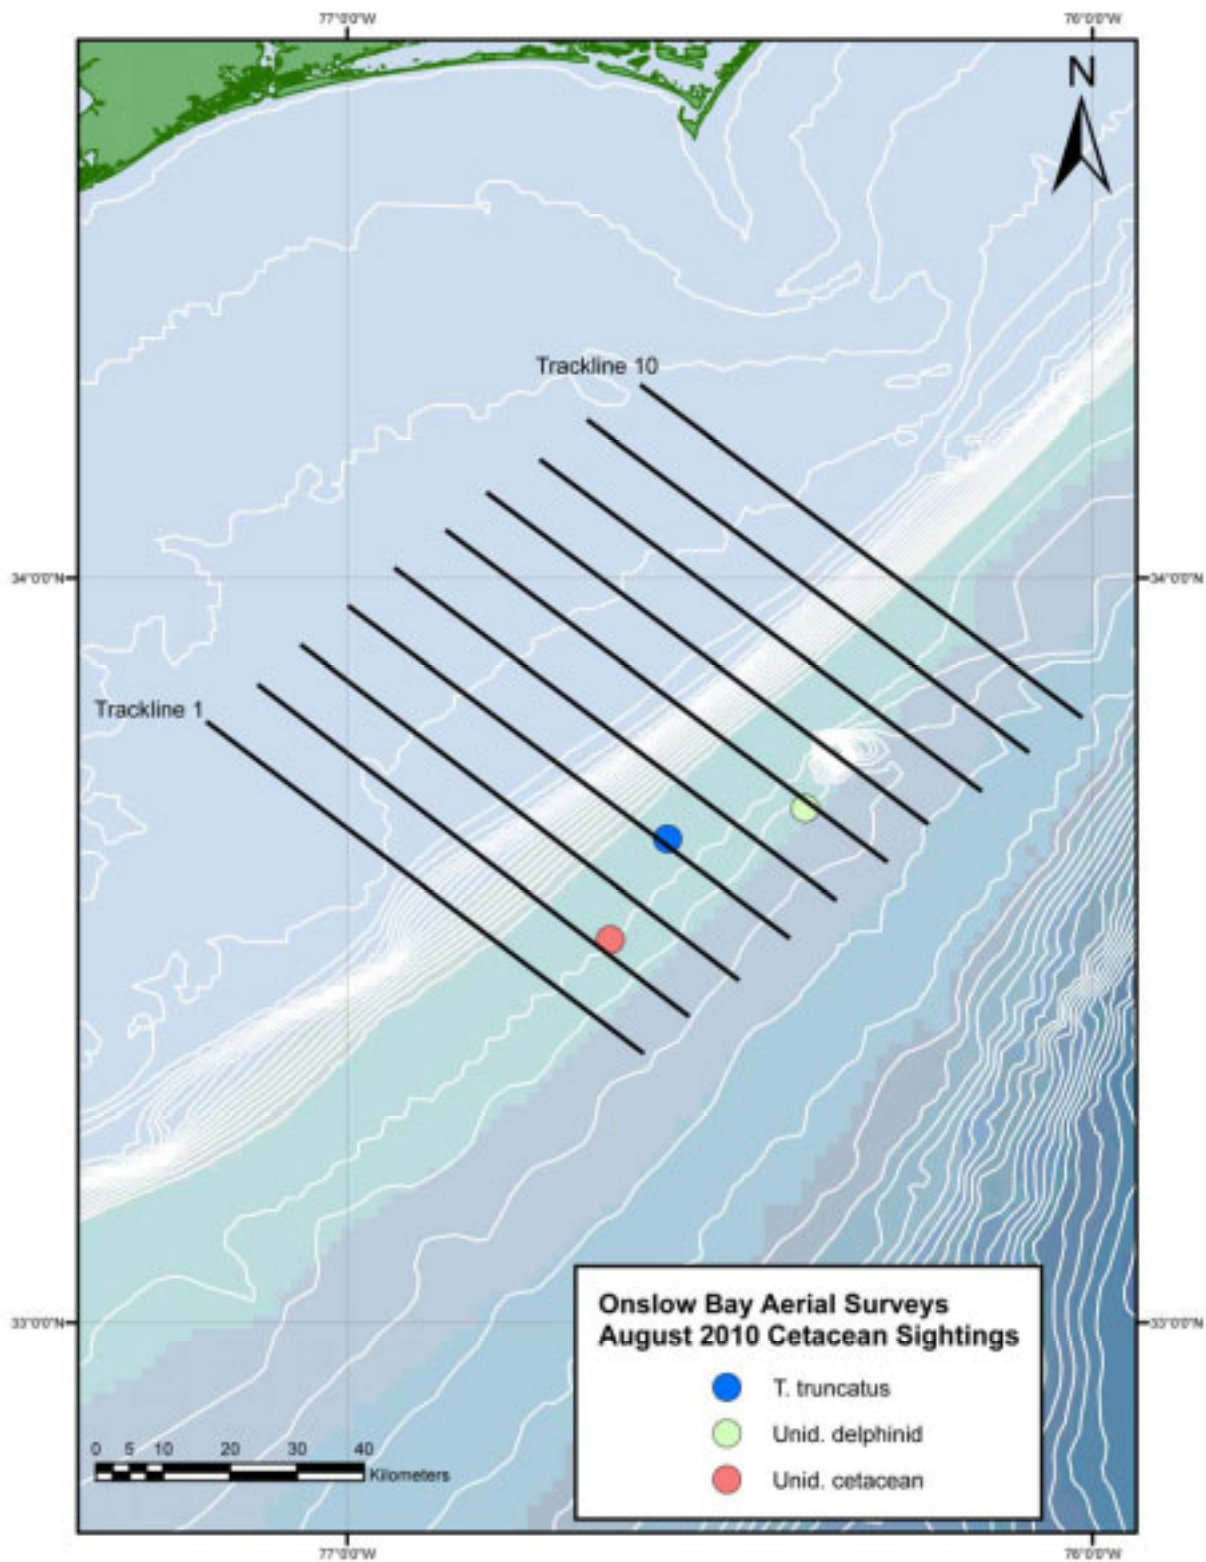 77°0'0"W
76°0'0"W
N
Trackline 10
34°0'0"N
34°0'0"N
Trackline 1
33°0'0"N
33°0'0"N
Onslow Bay Aerial Surveys
August 2010 Cetacean Sightings
T. truncatus
Unid. delphinid
Unid. cetacean
0 5 10 20 30 40
Kilometers
77°0'0"W
76°0'0"W